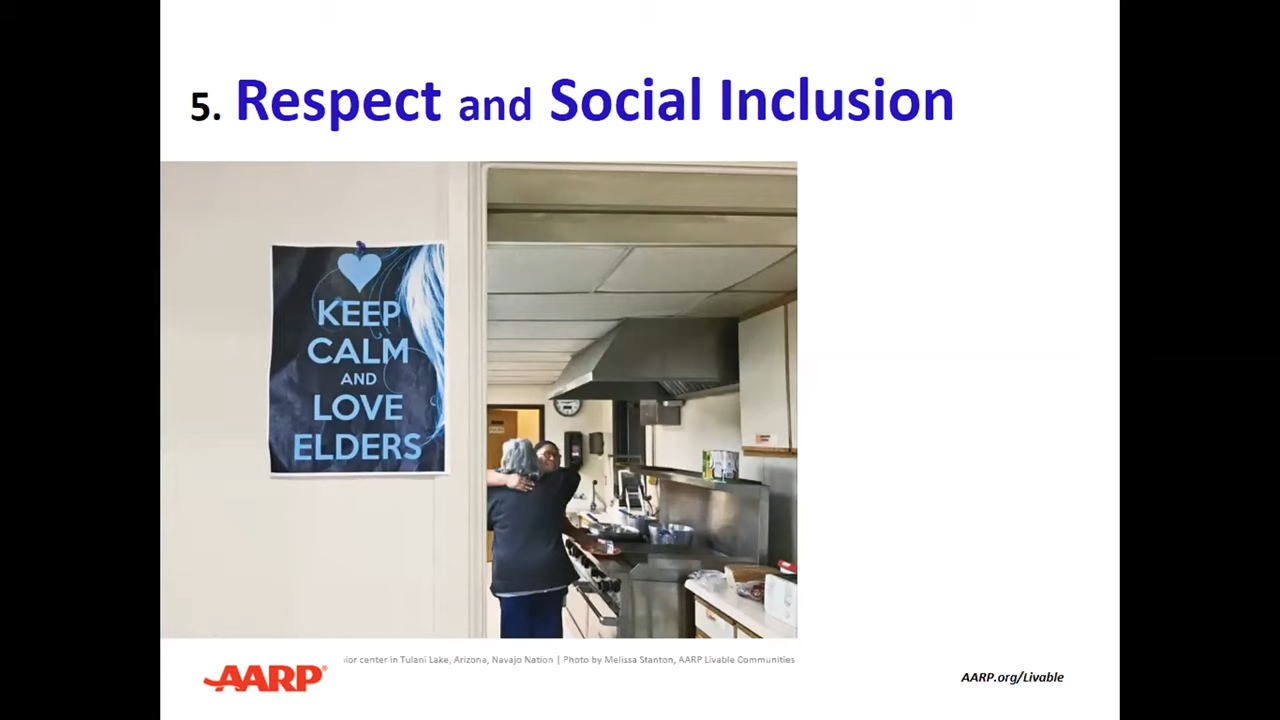 5. Respect and Social Inclusion
KEEP
CALM
AND
LOVE
ELDERS
center in Tulani Lake, Arizona, Navajo Nation | Photo by Melissa Stanton, AARP Livable Communities
AARP®
AARP.org/Livable